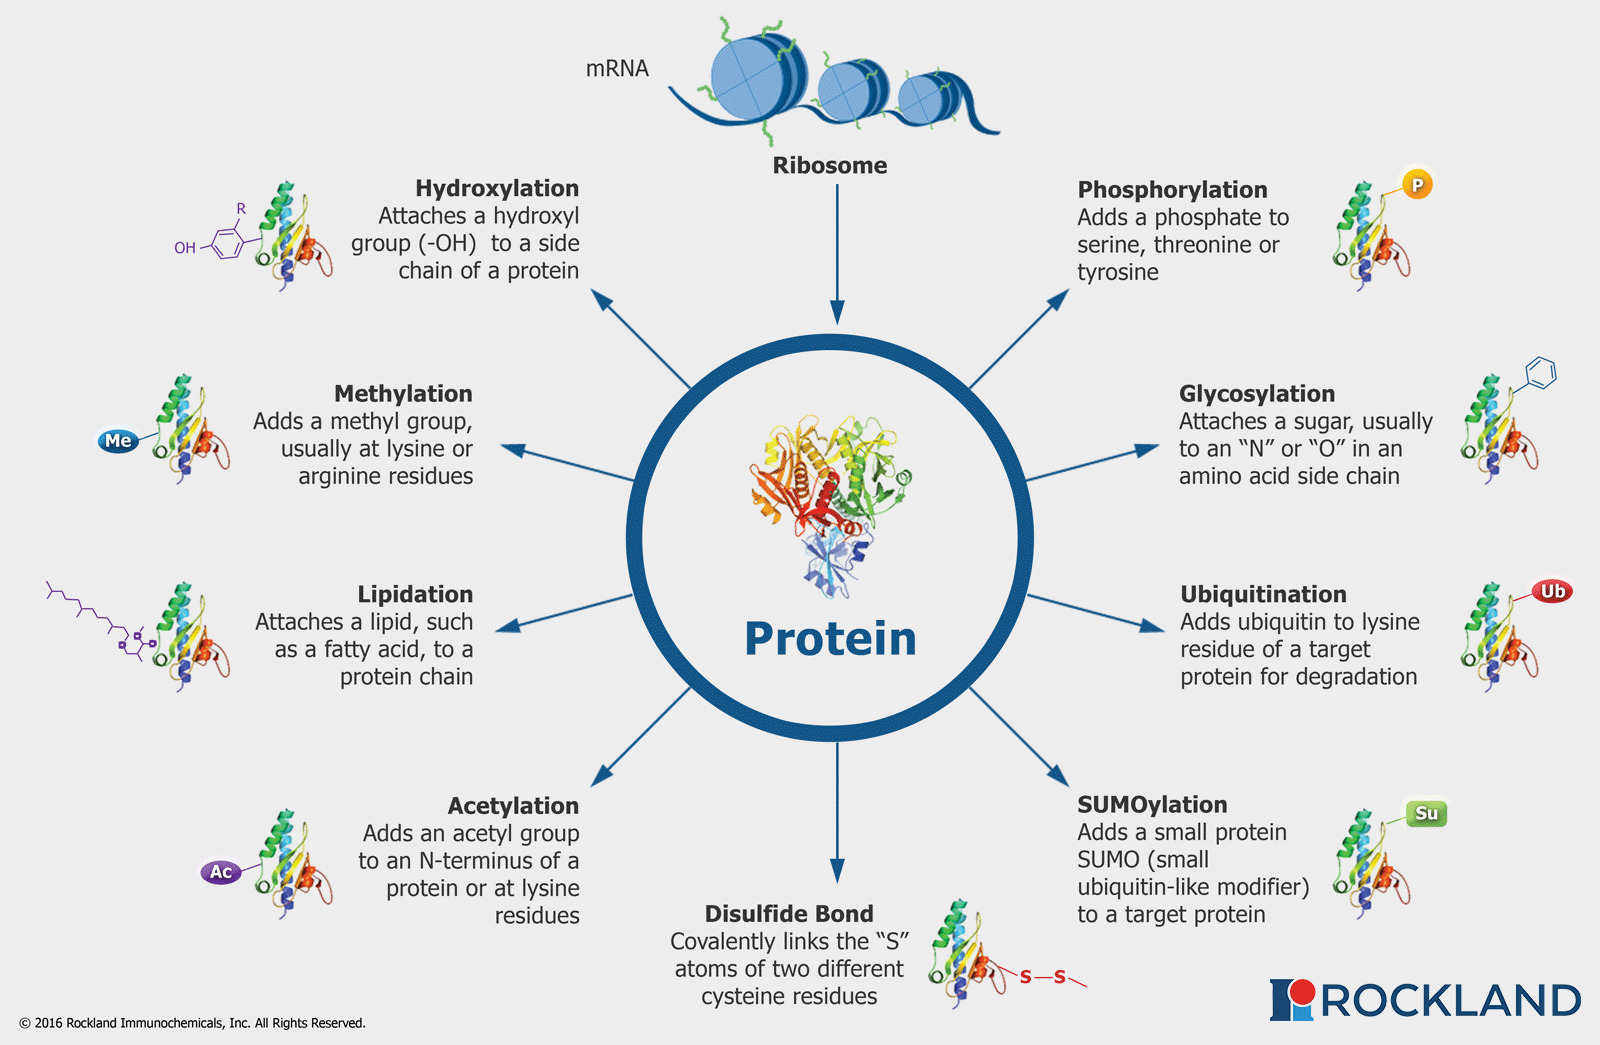 mRNA
Ribosome
Hydroxylation
Attaches a hydroxyl
group (-OH) to a side
chain of a protein
R
OH
Phosphorylation
Adds a phosphate to
serine, threonine or
tyrosine
P
Methylation
Adds a methyl group,
usually at lysine or
arginine residues
Me
Glycosylation
Attaches a sugar, usually
to an “N” or “O” in an
amino acid side chain
Protein
Lipidation
Attaches a lipid, such
as a fatty acid, to a
protein chain
Ubiquitination
Adds ubiquitin to lysine
residue of a target
protein for degradation
Ub
Acetylation
Adds an acetyl group
to an N-terminus of a
protein or at lysine
residues
Ac
SUMOylation
Adds a small protein
SUMO (small
ubiquitin-like modifier)
to a target protein
Su
Disulfide Bond
Covalently links the “S”
atoms of two different
cysteine residues
S S
ROCKLAND
© 2016 Rockland Immunochemicals, Inc. All Rights Reserved.